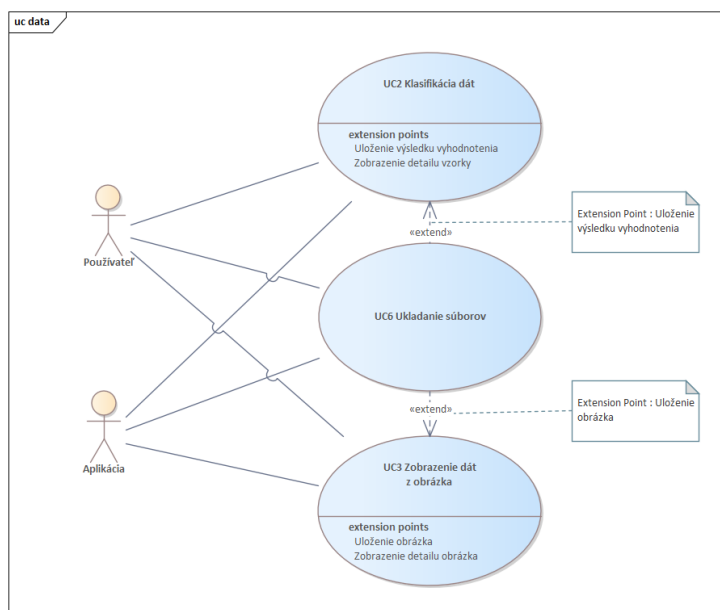 uc data
UC2 Klasifikácia dát
extension points
Uloženie výsledku vyhodnotenia
Zobrazenie detailu vzorky
Používateľ
«extend»
Extension Point : Uloženie
výsledku vyhodnotenia
UC6 Ukladanie súborov
Aplikácia
«extend»
Extension Point : Uloženie
obrázka
UC3 Zobrazenie dát
z obrázka
extension points
Uloženie obrázka
Zobrazenie detailu obrázka